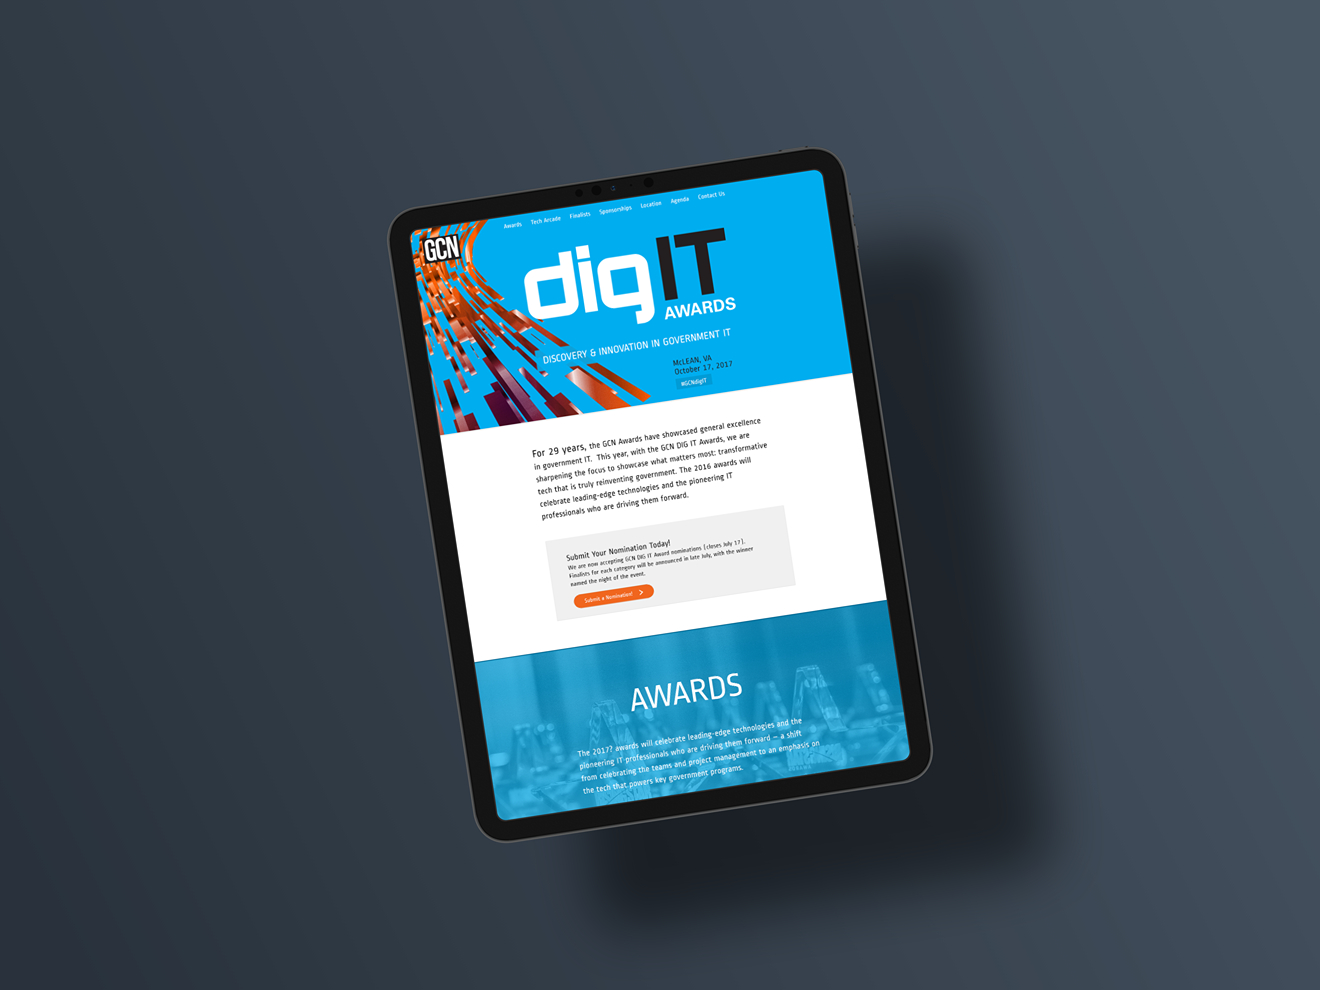 GCN
Awards Tech Arcade Finalists Sponsorships Location Agenda Contact Us
digIT
AWARDS
DISCOVERY & INNOVATION IN GOVERNMENT IT
McLEAN, VA
October 17, 2017
#GCNdigIT
For 29 years, the GCN Awards have showcased general excellence
in government IT. This year, with the GCN DIG IT Awards, we are
sharpening the focus to showcase what matters most: transformative
tech that is truly reinventing government. The 2016 awards will
celebrate leading-edge technologies and the pioneering IT
professionals who are driving them forward.
Submit Your Nomination Today!
We are now accepting GCN DIG IT Award nominations (closes July 17).
Finalists for each category will be announced in late July, with the winner
named the night of the event.
Submit a Nomination!
AWARDS
The 2017? awards will celebrate leading-edge technologies and the
pioneering IT professionals who are driving them forward – a shift
from celebrating the teams and project management to an emphasis on
the tech that powers key government programs.